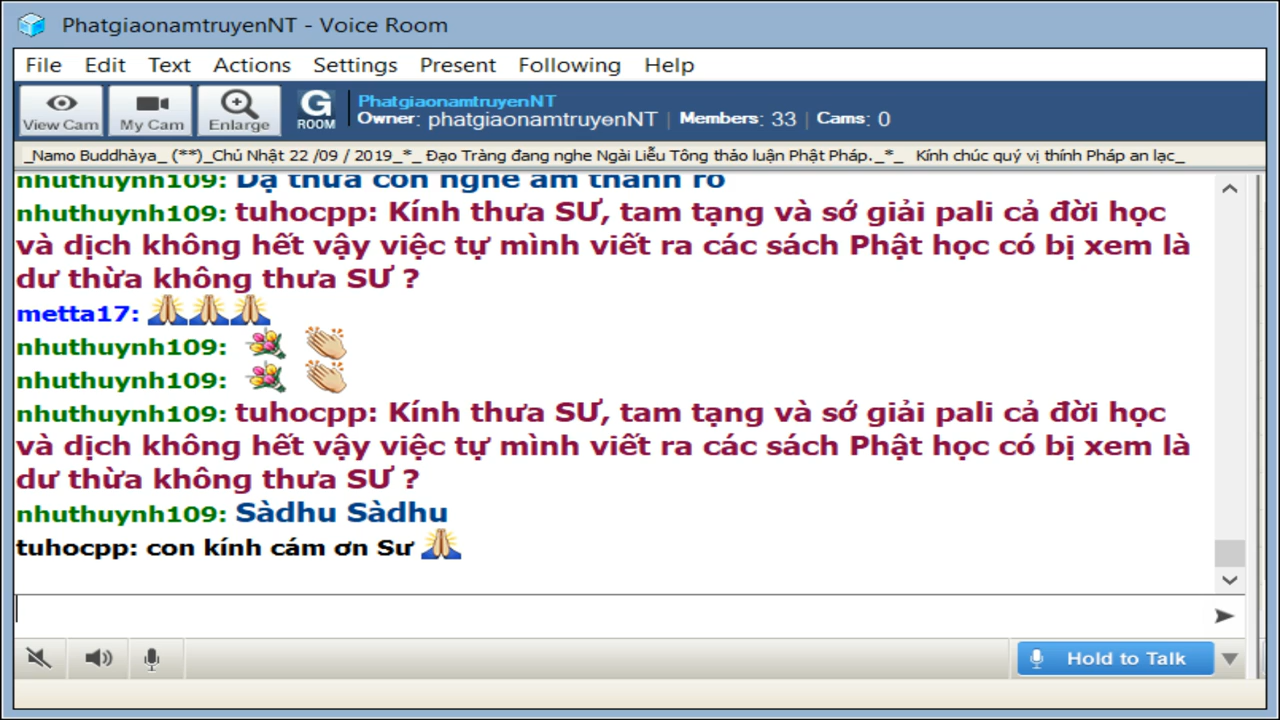 PhatgiaonamtruyenNT - Voice Room
File Edit Text Actions Settings Present Following Help
View Cam My Cam Enlarge G ROOM PhatgiaonamtruyenNT
Owner: phatgiaonamtruyenNT | Members: 33 | Cams: 0
_Namo Buddhàya_ (**)_Chủ Nhật 22 /09 / 2019_*_ Đạo Tràng đang nghe Ngài Liễu Tông thảo luận Phật Pháp._*_ Kính chúc quý vị thính Pháp an lạc_
nhuthuynh109: Dạ thưa con nghe âm thanh rõ
nhuthuynh109: tuhocpp: Kính thưa SƯ, tam tạng và sớ giải pali cả đời học
và dịch không hết vậy việc tự mình viết ra các sách Phật học có bị xem là
dư thừa không thưa SƯ ?
metta17:
nhuthuynh109:
nhuthuynh109:
nhuthuynh109: tuhocpp: Kính thưa SƯ, tam tạng và sớ giải pali cả đời học
và dịch không hết vậy việc tự mình viết ra các sách Phật học có bị xem là
dư thừa không thưa SƯ ?
nhuthuynh109: Sàdhu Sàdhu
tuhocpp: con kính cám ơn Sư
Hold to Talk